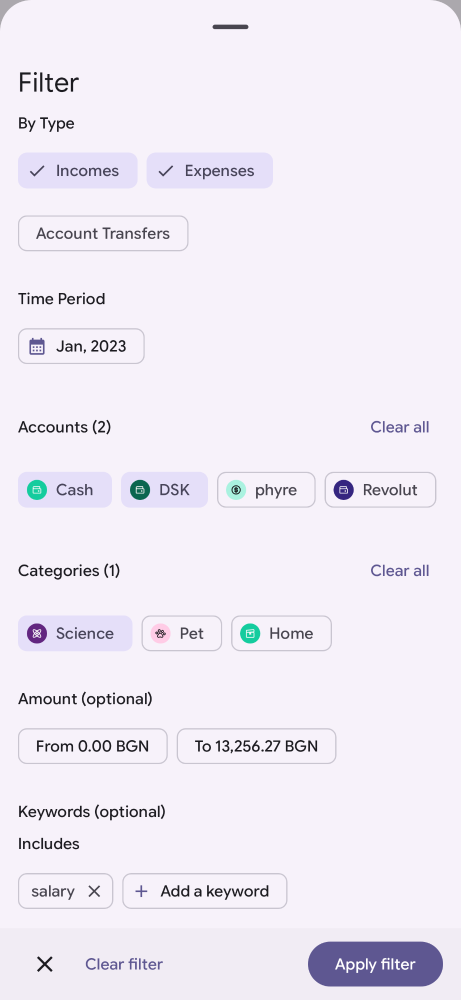 Filter
By Type
Incomes Expenses
Account Transfers
Time Period
Jan, 2023
Accounts (2) Clear all
Cash DSK phyre Revolut
Categories (1) Clear all
Science Pet Home
Amount (optional)
From 0.00 BGN To 13,256.27 BGN
Keywords (optional)
Includes
salary Add a keyword
Clear filter Apply filter